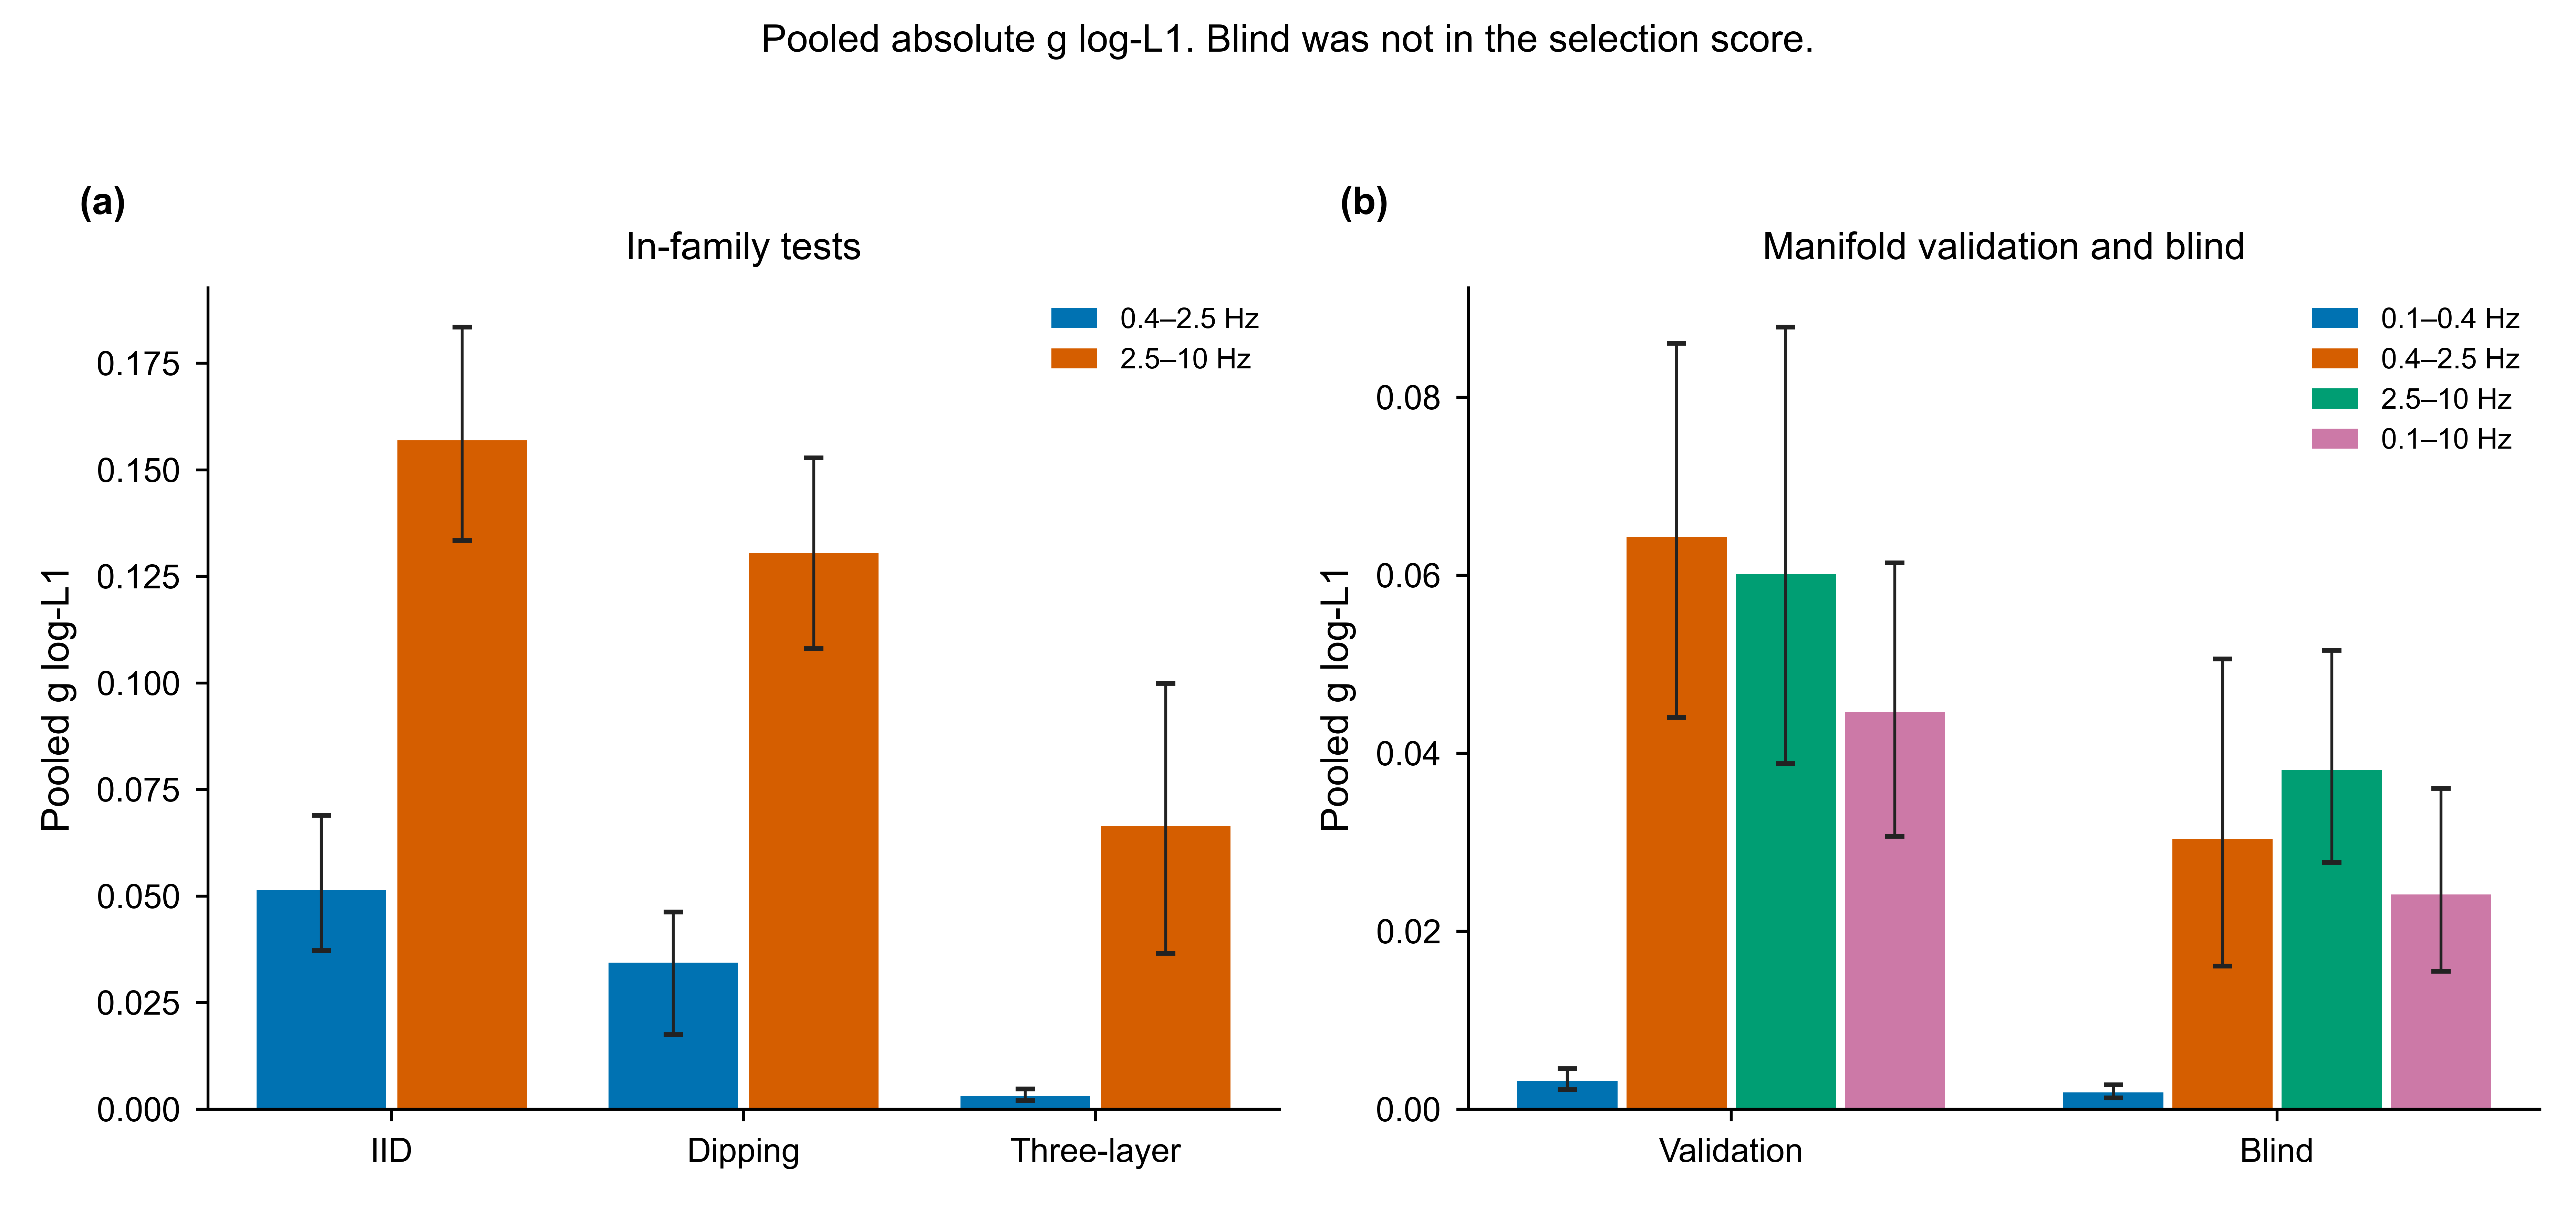 Pooled absolute g log-L1. Blind was not in the selection score.
(a)
In-family tests
0.4–2.5 Hz
2.5–10 Hz
Pooled g log-L1
0.175
0.150
0.125
0.100
0.075
0.050
0.025
0.000
IID
Dipping
Three-layer
(b)
Manifold validation and blind
0.1–0.4 Hz
0.4–2.5 Hz
2.5–10 Hz
0.1–10 Hz
Pooled g log-L1
0.08
0.06
0.04
0.02
0.00
Validation
Blind